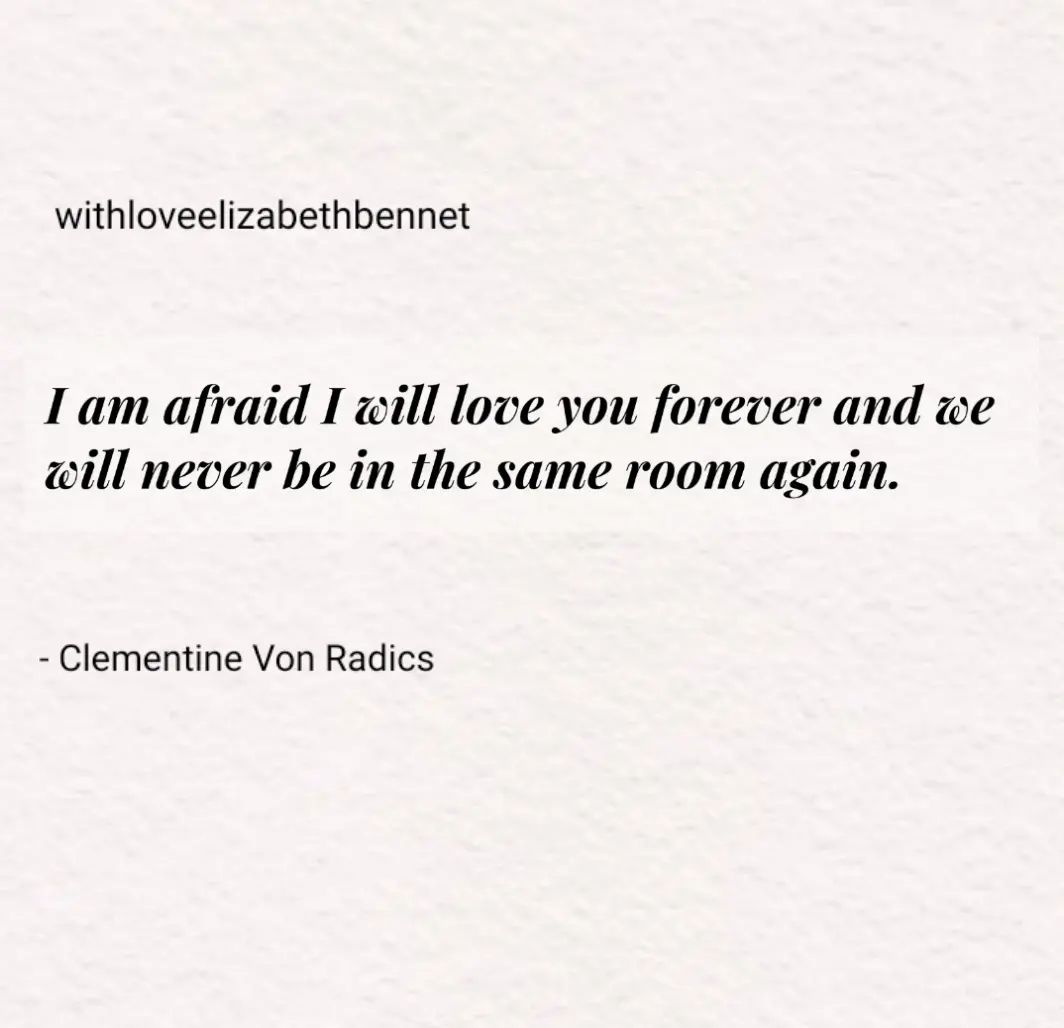 withloveelizabethbennet
I am afraid I will love you forever and we
will never be in the same room again.
- Clementine Von Radics